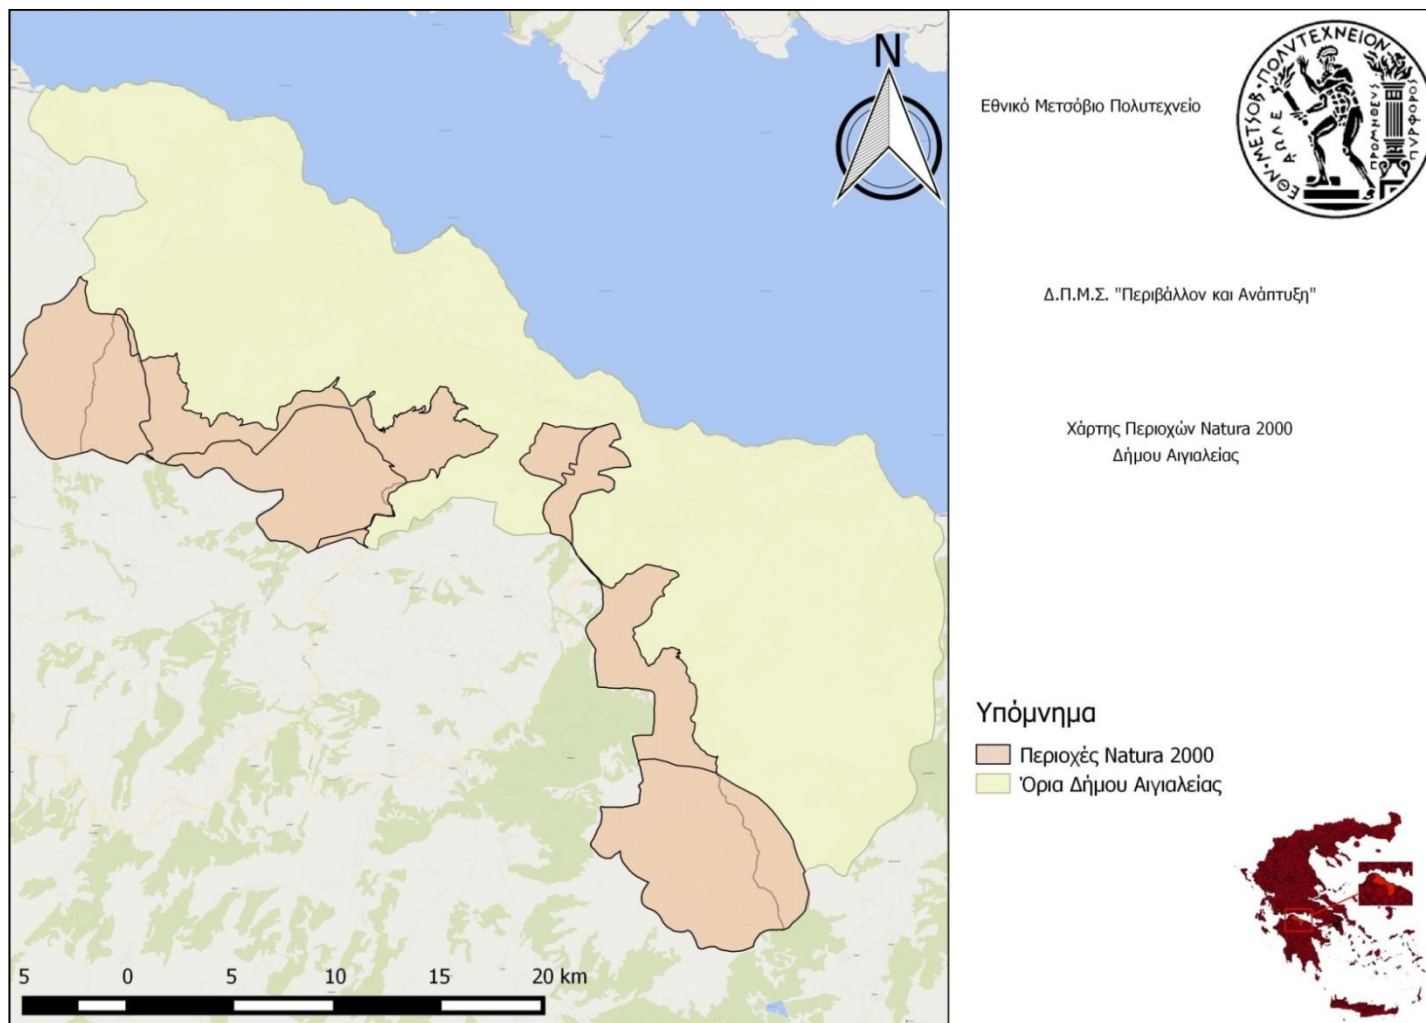 N
Εθνικό Μετσόβιο Πολυτεχνείο
ΕΘΝ·ΜΕΤΣΟΒ·ΠΟΛΥΤΕΧΝΕΙΟΝ
ΠΡΟΜΗΘΕΥΣ
ΠΥΡΦΟΡΟΣ
Δ.Π.Μ.Σ. "Περιβάλλον και Ανάπτυξη"
Χάρτης Περιοχών Natura 2000
Δήμου Αιγιαλείας
Υπόμνημα
Περιοχές Natura 2000
Όρια Δήμου Αιγιαλείας
5 0 5 10 15 20 km